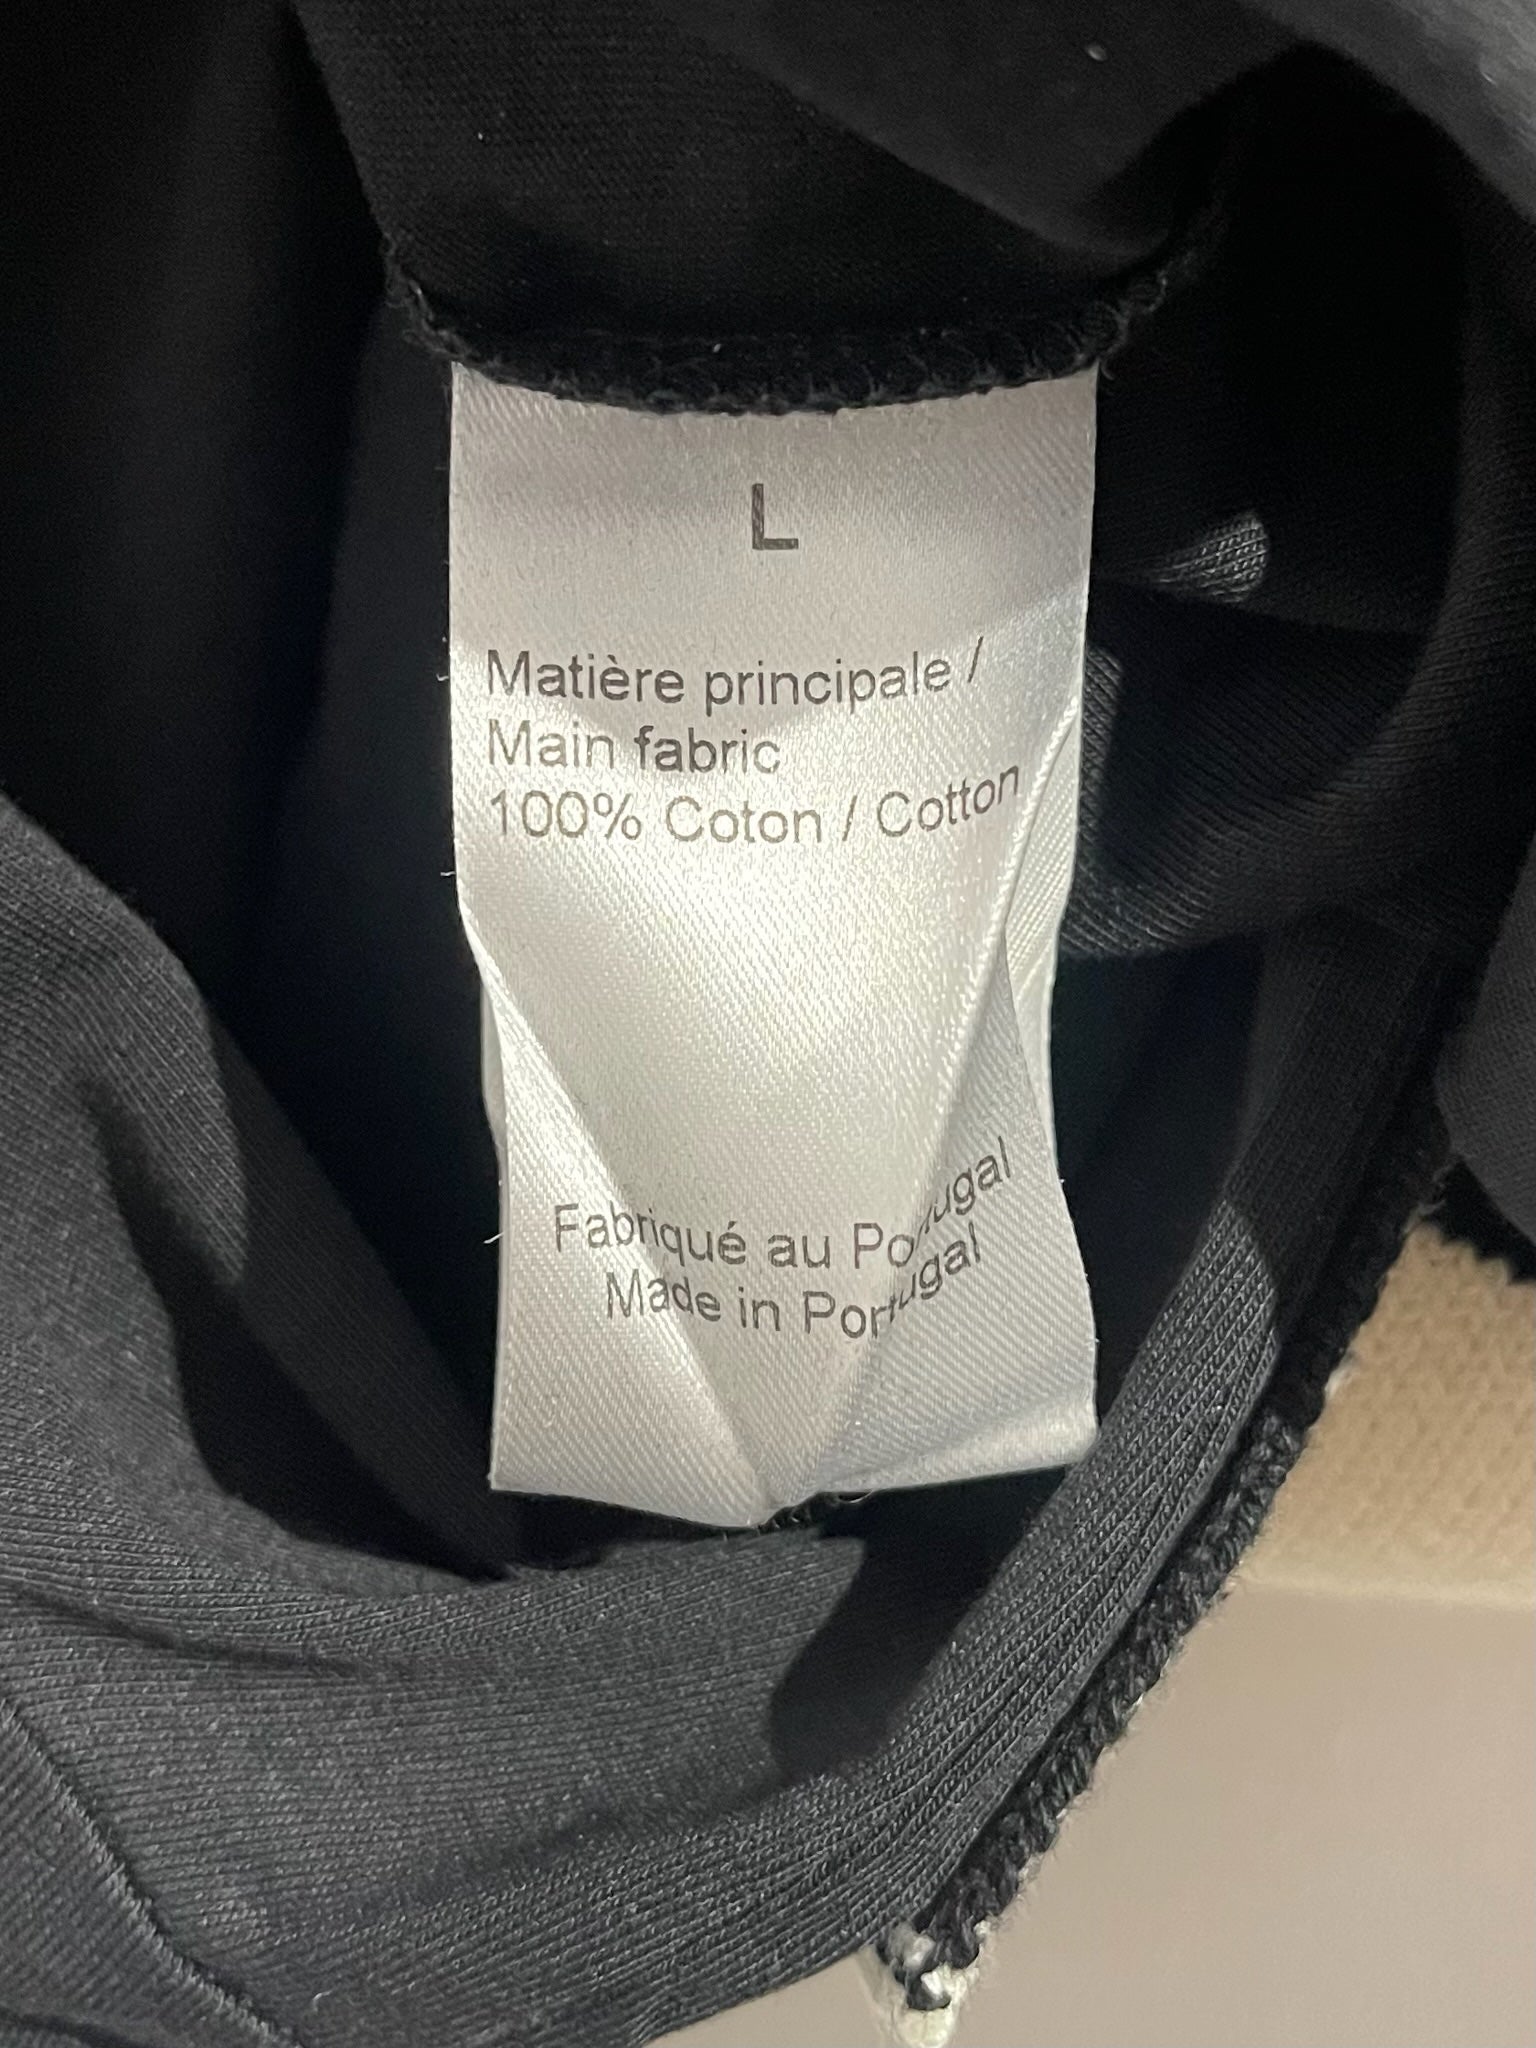 L
Matière principale /
Main fabric
100% Coton / Cotton
Fabriqué au Portugal
Made in Portugal